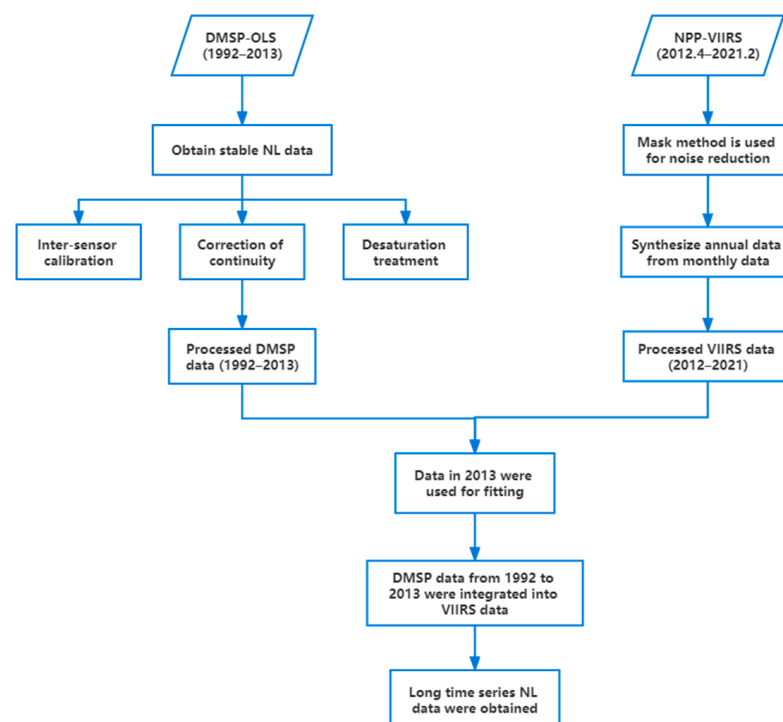 DMSP-OLS
(1992–2013)
NPP-VIIRS
(2012.4–2021.2)
Obtain stable NL data
Mask method is used
for noise reduction
Inter-sensor
calibration
Correction of
continuity
Desaturation
treatment
Synthesize annual data
from monthly data
Processed DMSP
data (1992–2013)
Processed VIIRS data
(2012–2021)
Data in 2013 were
used for fitting
DMSP data from 1992 to
2013 were integrated into
VIIRS data
Long time series NL
data were obtained